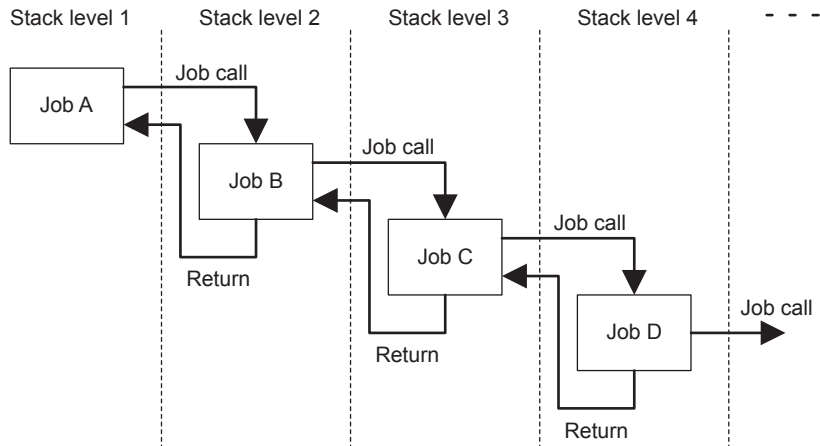 Stack level 1 Stack level 2 Stack level 3 Stack level 4 - - -
Job call
Job A
Job call
Job B
Job call
Return
Job C
Job call
Job D
Return
Return